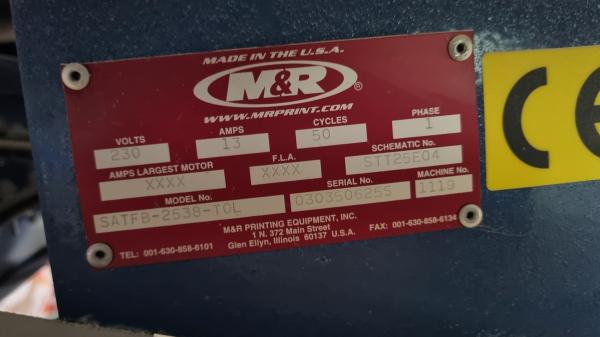 MADE IN THE U.S.A.
M&R®
WWW.MRPRINT.COM
VOLTS AMPS CYCLES PHASE
230 13 50 1
AMPS LARGEST MOTOR F.L.A. SCHEMATIC No.
XXXX XXXX STT25E04
MODEL No. SERIAL No. MACHINE No.
SATFB-2538-TOL 030350625S 1119
M&R PRINTING EQUIPMENT, INC.
1 N. 372 Main Street
TEL: 001-630-858-6101 Glen Ellyn, Illinois 60137 U.S.A. FAX: 001-630-858-6134
CE